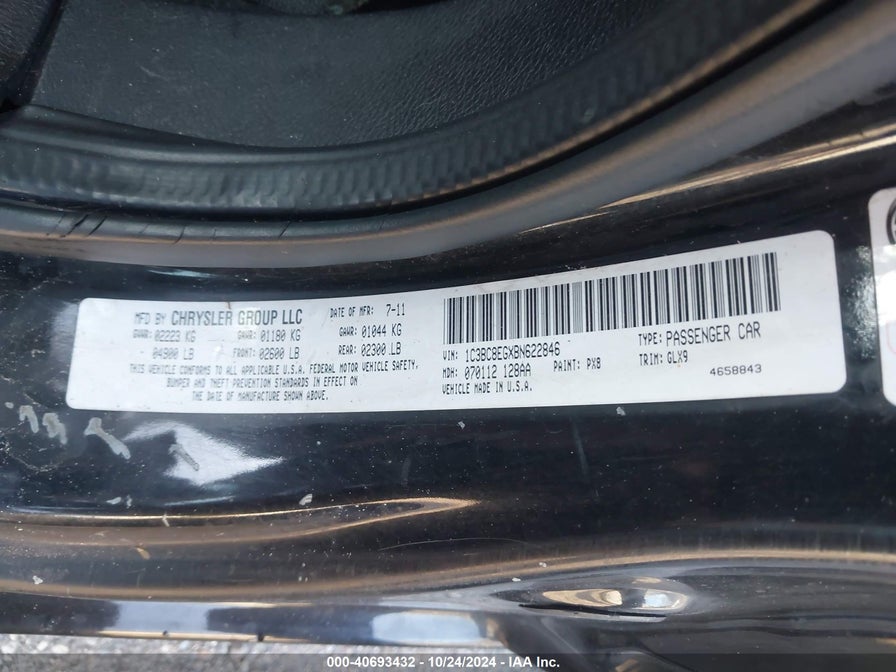 MFD BY CHRYSLER GROUP LLC
DATE OF MFR: 7-11
GVWR: 02223 KG GAWR: 01180 KG GAWR: 01044 KG
04900 LB FRONT: 02600 LB REAR: 02300 LB
THIS VEHICLE CONFORMS TO ALL APPLICABLE U.S.A. FEDERAL MOTOR VEHICLE SAFETY,
BUMPER AND THEFT PREVENTION STANDARDS IN EFFECT ON
THE DATE OF MANUFACTURE SHOWN ABOVE.
VIN: 1C3BC8EGXBN622846 TYPE: PASSENGER CAR
MDH: 070112 128AA PAINT: PX8 TRIM: GLX9
VEHICLE MADE IN U.S.A. 4658843
000-40693432 - 10/24/2024 - IAA Inc.